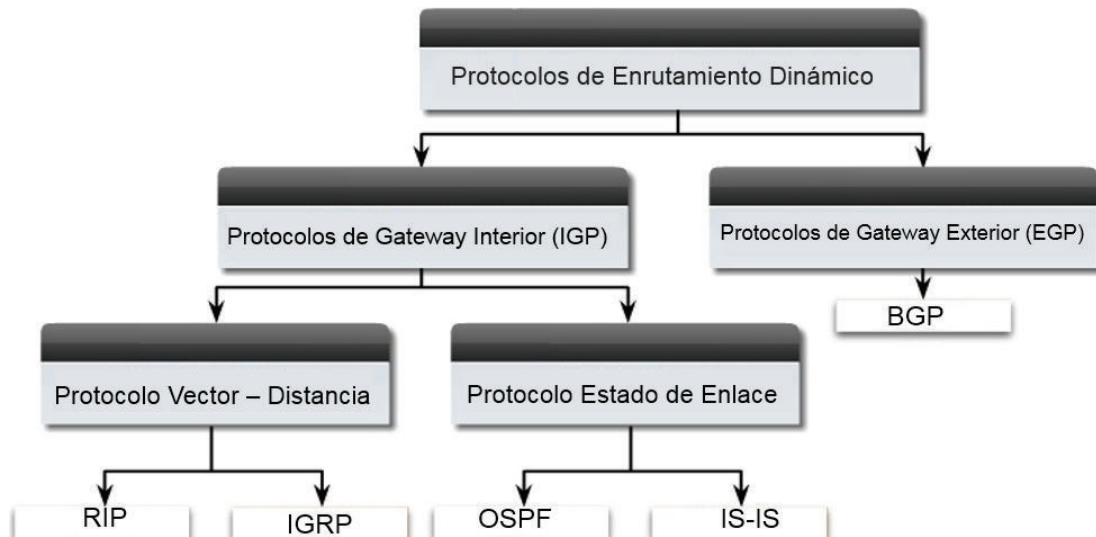 Protocolos de Enrutamiento Dinámico
Protocolos de Gateway Interior (IGP)
Protocolos de Gateway Exterior (EGP)
BGP
Protocolo Vector – Distancia
Protocolo Estado de Enlace
RIP
IGRP
OSPF
IS-IS